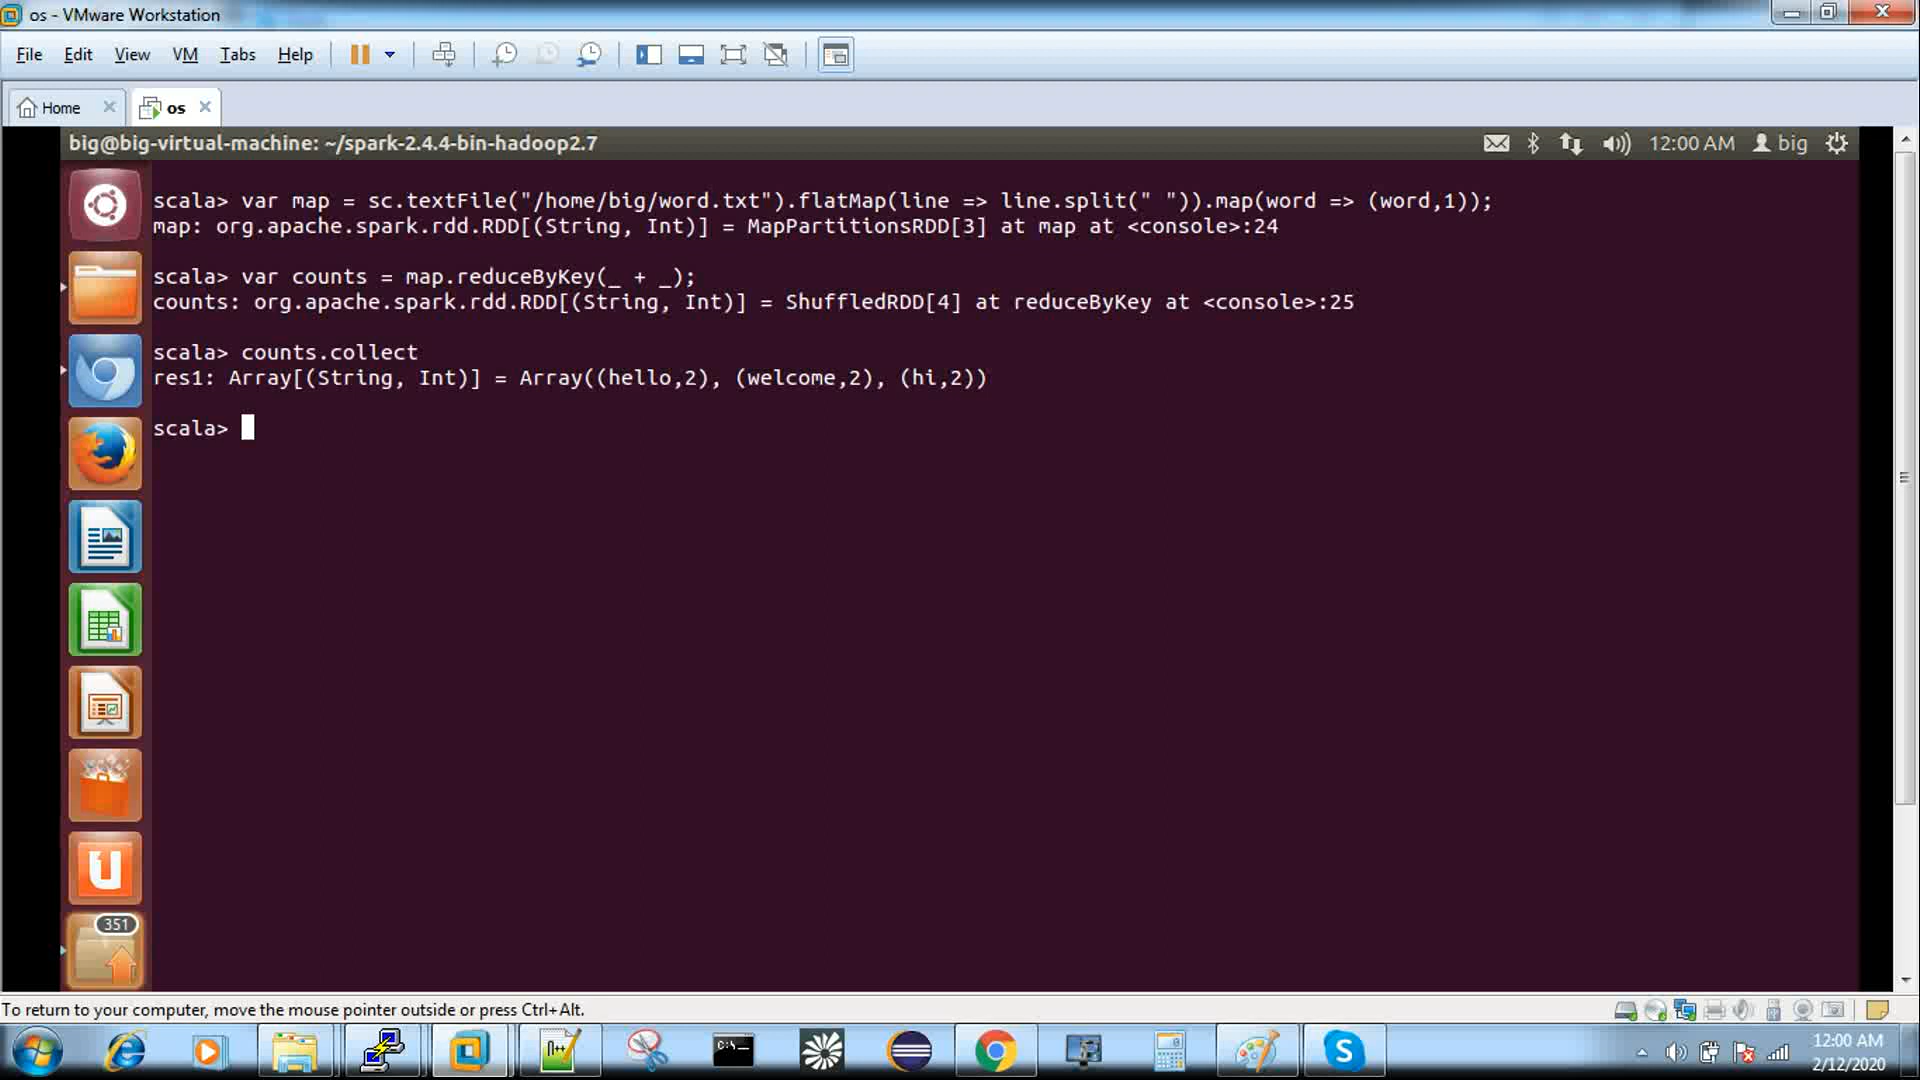 os - VMware Workstation
File Edit View VM Tabs Help
Home os
big@big-virtual-machine: ~/spark-2.4.4-bin-hadoop2.7 12:00 AM big
scala> var map = sc.textFile("/home/big/word.txt").flatMap(line => line.split(" ")).map(word => (word,1));
map: org.apache.spark.rdd.RDD[(String, Int)] = MapPartitionsRDD[3] at map at <console>:24
scala> var counts = map.reduceByKey(_ + _);
counts: org.apache.spark.rdd.RDD[(String, Int)] = ShuffledRDD[4] at reduceByKey at <console>:25
scala> counts.collect
res1: Array[(String, Int)] = Array((hello,2), (welcome,2), (hi,2))
scala>
351
To return to your computer, move the mouse pointer outside or press Ctrl+Alt.
12:00 AM
2/12/2020